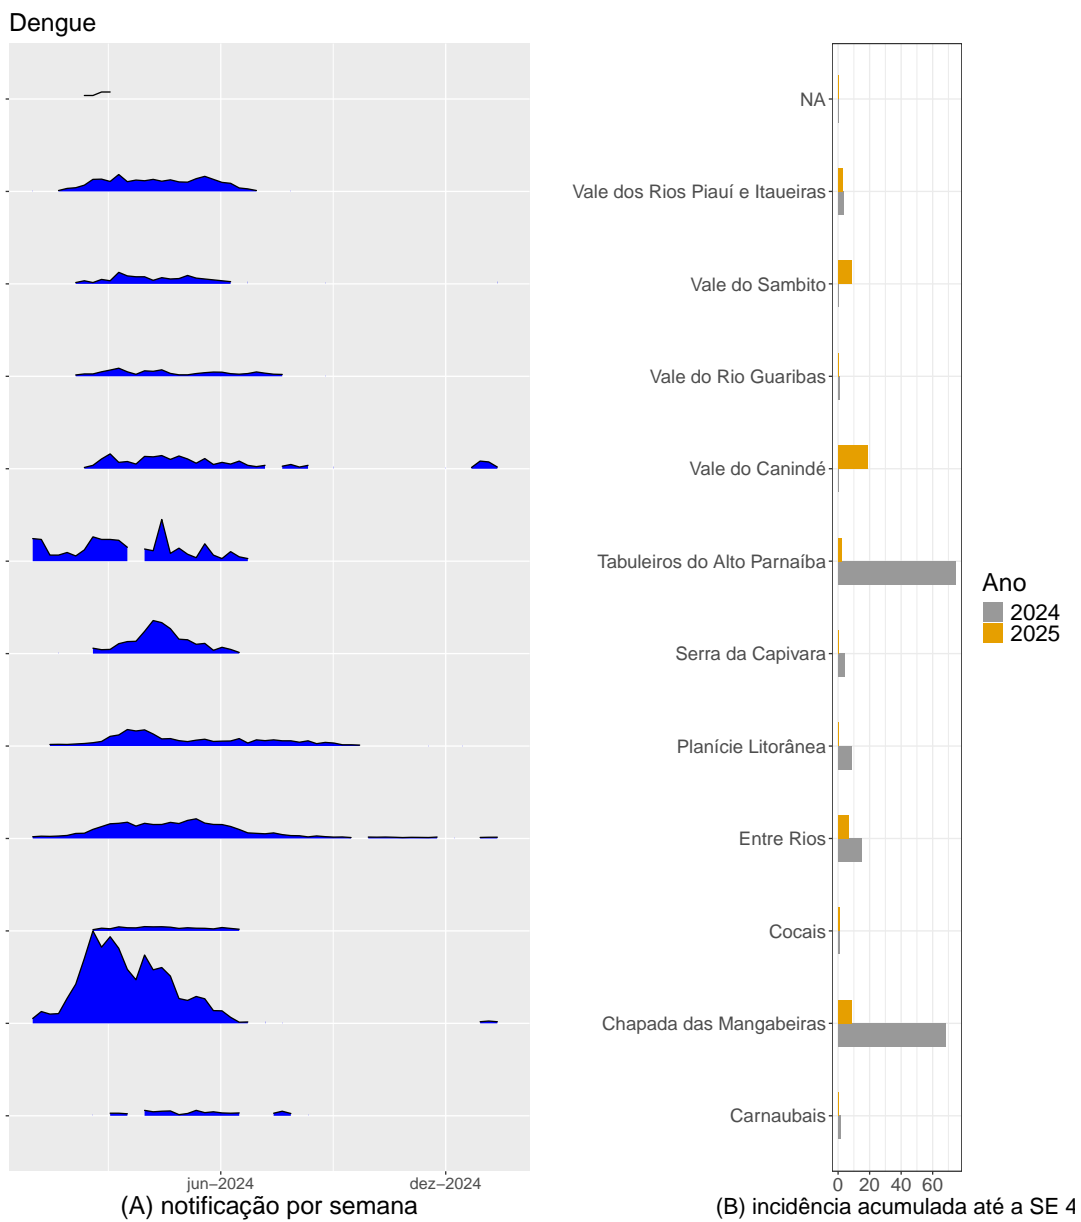 Dengue
NA
Vale dos Rios Piauí e Itaueiras
Vale do Sambito
Vale do Rio Guaribas
Vale do Canindé
Tabuleiros do Alto Parnaíba
Serra da Capivara
Planície Litorânea
Entre Rios
Cocais
Chapada das Mangabeiras
Carnaubais
Ano
2024
2025
jun−2024 dez−2024
0 20 40 60
(A) notificação por semana
(B) incidência acumulada até a SE 4